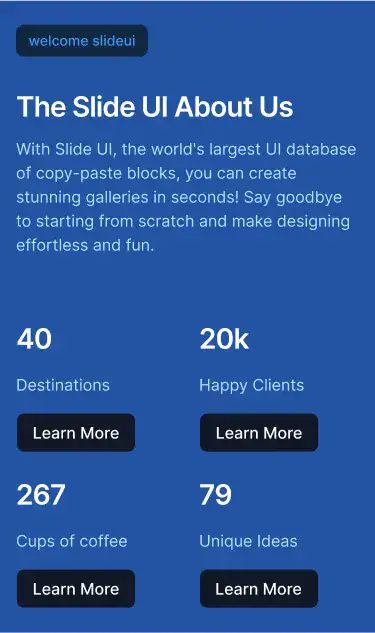 welcome slideui
The Slide UI About Us
With Slide UI, the world's largest UI database
of copy-paste blocks, you can create
stunning galleries in seconds! Say goodbye
to starting from scratch and make designing
effortless and fun.
40
20k
Destinations
Happy Clients
Learn More
Learn More
267
79
Cups of coffee
Unique Ideas
Learn More
Learn More